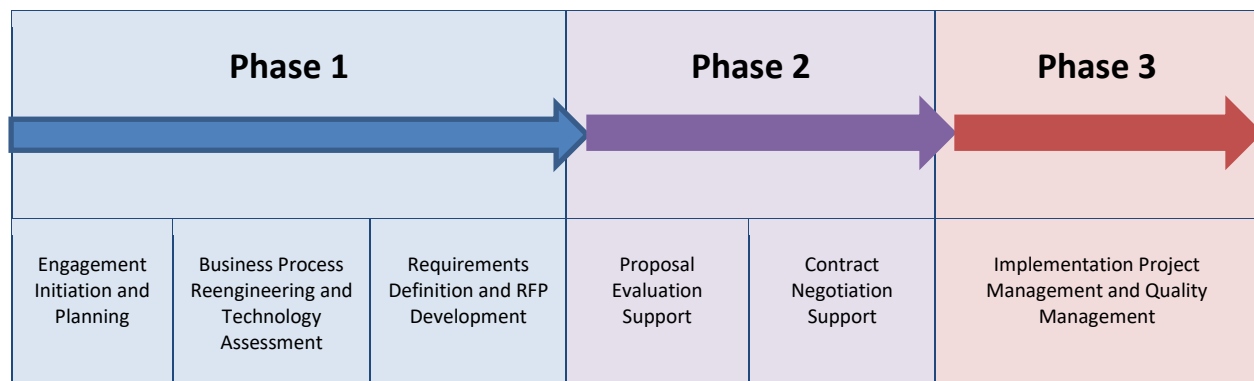 Phase 1
Phase 2
Phase 3
Engagement
Initiation and
Planning
Business Process
Reengineering and
Technology
Assessment
Requirements
Definition and RFP
Development
Proposal
Evaluation
Support
Contract
Negotiation
Support
Implementation Project
Management and Quality
Management